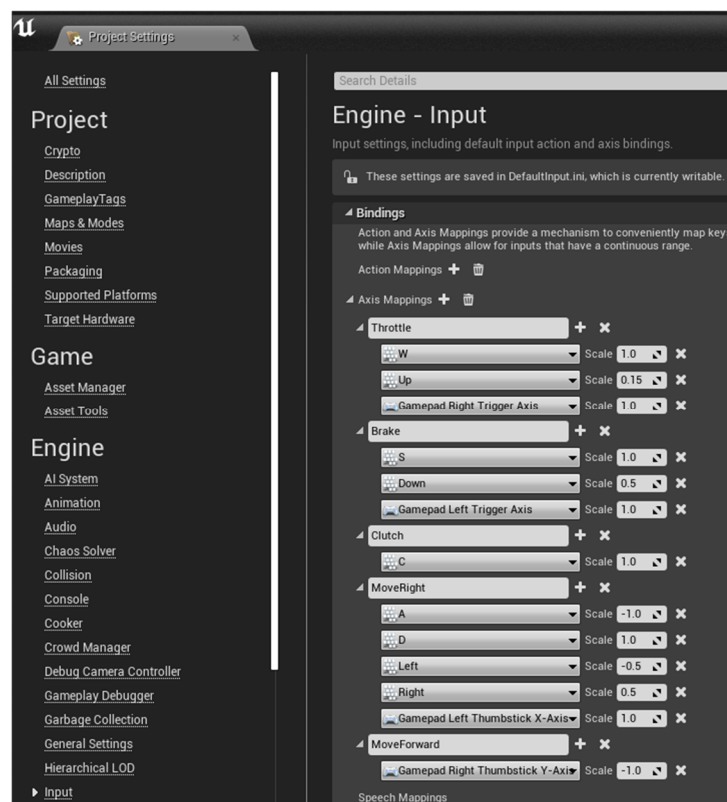 Project Settings
All Settings
Project
Crypto
Description
GameplayTags
Maps & Modes
Movies
Packaging
Supported Platforms
Target Hardware
Game
Asset Manager
Asset Tools
Engine
AI System
Animation
Audio
Chaos Solver
Collision
Console
Cooker
Crowd Manager
Debug Camera Controller
Gameplay Debugger
Garbage Collection
General Settings
Hierarchical LOD
Input
Search Details
Engine - Input
Input settings, including default input action and axis bindings.
These settings are saved in DefaultInput.ini, which is currently writable.
Bindings
Action and Axis Mappings provide a mechanism to conveniently map key
while Axis Mappings allow for inputs that have a continuous range.
Action Mappings
Axis Mappings
Throttle
W Scale 1.0
Up Scale 0.15
Gamepad Right Trigger Axis Scale 1.0
Brake
S Scale 1.0
Down Scale 0.5
Gamepad Left Trigger Axis Scale 1.0
Clutch
C Scale 1.0
MoveRight
A Scale -1.0
D Scale 1.0
Left Scale -0.5
Right Scale 0.5
Gamepad Left Thumbstick X-Axis Scale 1.0
MoveForward
Gamepad Right Thumbstick Y-Axis Scale -1.0
Speech Mappings